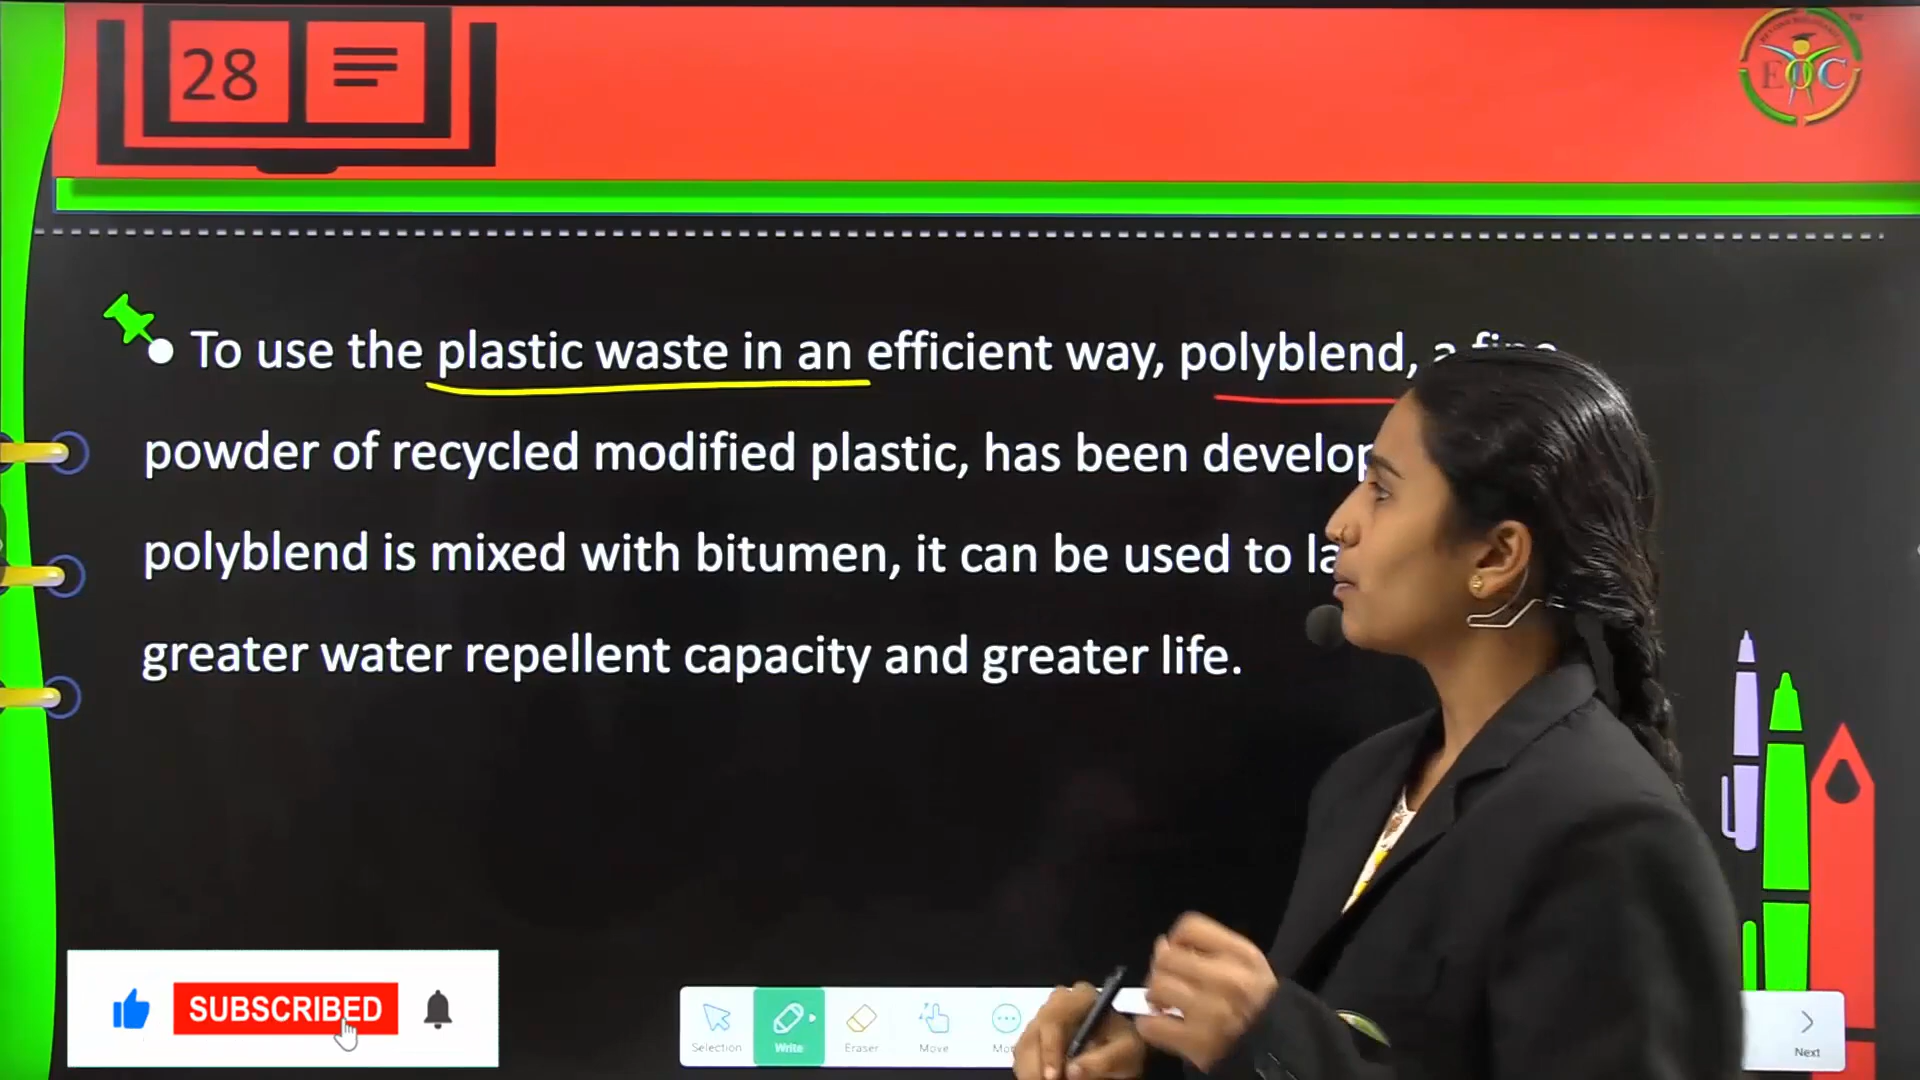 28
EOC
To use the plastic waste in an efficient way, polyblend, a fine
powder of recycled modified plastic, has been
polyblend is mixed with bitumen, it can be used to
greater water repellent capacity and greater life.
SUBSCRIBED
Selection
Write
Eraser
Move
Next